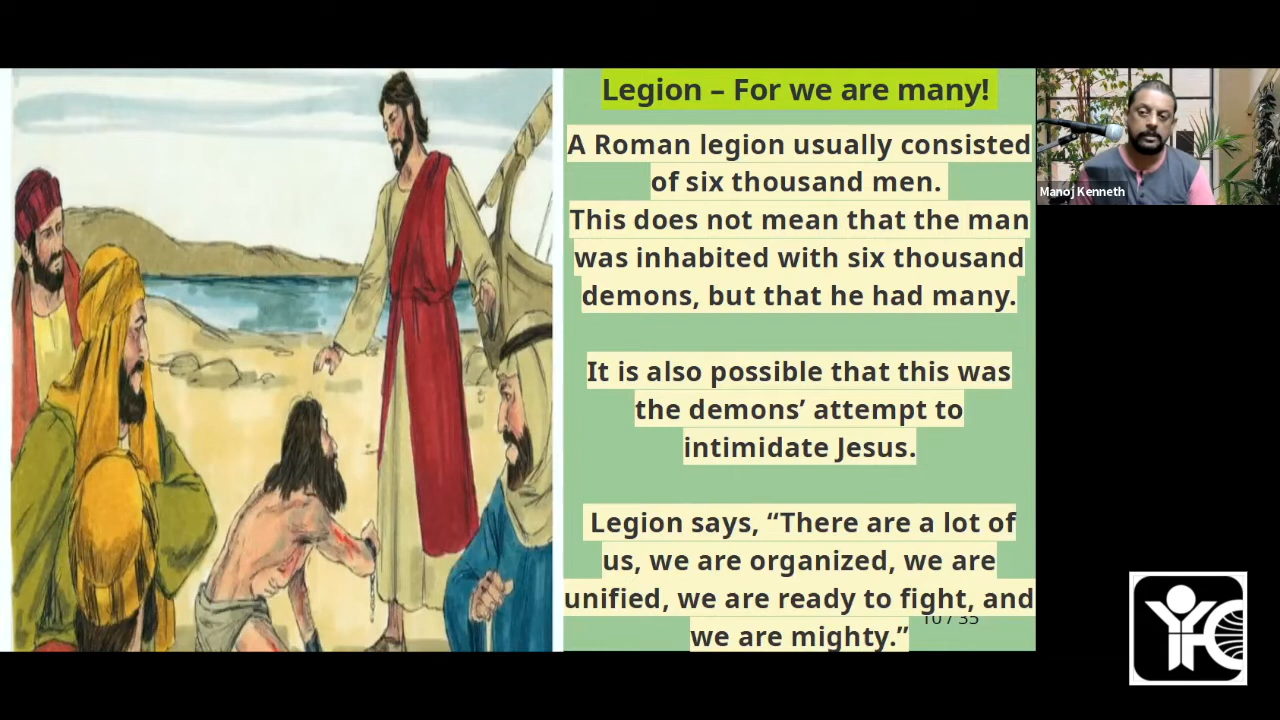 Legion – For we are many!
A Roman legion usually consisted
of six thousand men.
This does not mean that the man
was inhabited with six thousand
demons, but that he had many.
It is also possible that this was
the demons’ attempt to
intimidate Jesus.
Legion says, “There are a lot of
us, we are organized, we are
unified, we are ready to fight, and
we are mighty.”
10 / 35
Manoj Kenneth
YFC